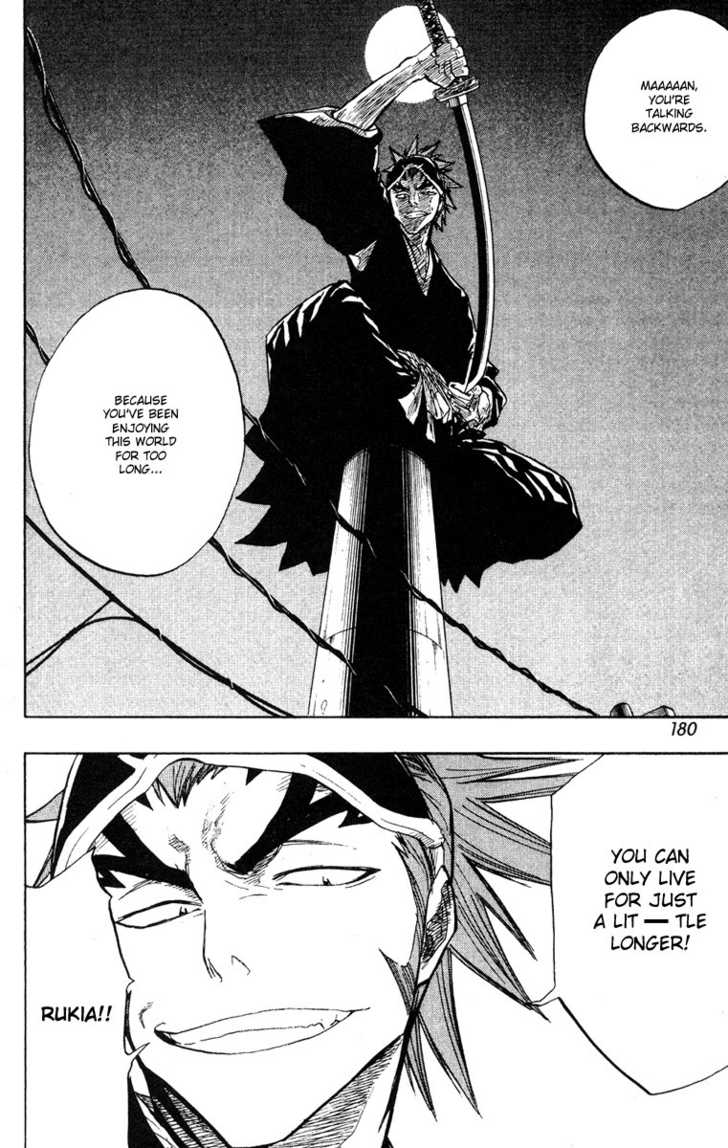 MAAAAAN,
YOU'RE
TALKING
BACKWARDS.
BECAUSE
YOU'VE BEEN
ENJOYING
THIS WORLD
FOR TOO
LONG...
180
YOU CAN
ONLY LIVE
FOR JUST
A LIT — TLE
LONGER!
RUKIA!!